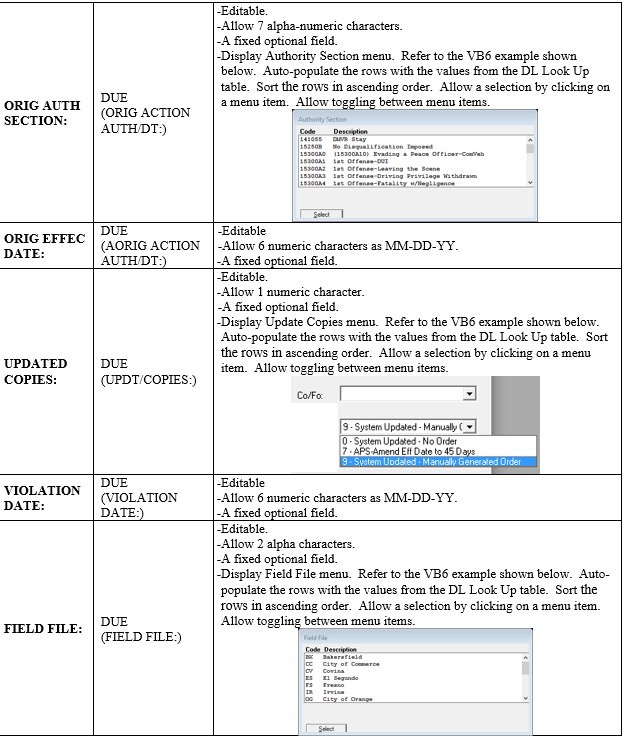 ORIG AUTH
SECTION:
DUE
(ORIG ACTION
AUTH/DT:)
-Editable.
-Allow 7 alpha-numeric characters.
-A fixed optional field.
-Display Authority Section menu.  Refer to the VB6 example shown
below.  Auto-populate the rows with the values from the DL Look Up
table.  Sort the rows in ascending order.  Allow a selection by clicking on
a menu item.  Allow toggling between menu items.
Authority Section
Code Description
141055 DMVR Stay
15250B No Disqualification Imposed
15300A0 (15300A10) Evading a Peace Officer-ComVeh
15300A1 1st Offense-DUI
15300A2 1st Offense-Leaving the Scene
15300A3 1st Offense-Driving Privilege Withdrawn
15300A4 1st Offense-Fatality w/Negligence
Select
ORIG EFFEC
DATE:
DUE
(AORIG ACTION
AUTH/DT:)
-Editable
-Allow 6 numeric characters as MM-DD-YY.
-A fixed optional field.
UPDATED
COPIES:
DUE
(UPDT/COPIES:)
-Editable.
-Allow 1 numeric character.
-A fixed optional field.
-Display Update Copies menu.  Refer to the VB6 example shown below.
Auto-populate the rows with the values from the DL Look Up table.  Sort
the rows in ascending order.  Allow a selection by clicking on a menu
item.  Allow toggling between menu items.
Co/Fo:
9 - System Updated - Manually (
0 - System Updated - No Order
7 - APS-Amend Eff Date to 45 Days
9 - System Updated - Manually Generated Order
VIOLATION
DATE:
DUE
(VIOLATION
DATE:)
-Editable
-Allow 6 numeric characters as MM-DD-YY.
-A fixed optional field.
FIELD FILE:
DUE
(FIELD FILE:)
-Editable.
-Allow 2 alpha characters.
-A fixed optional field.
-Display Field File menu.  Refer to the VB6 example shown below.  Auto-
populate the rows with the values from the DL Look Up table.  Sort the
rows in ascending order.  Allow a selection by clicking on a menu item.
Allow toggling between menu items.
Field File
Code Description
BK Bakersfield
CC City of Commerce
CV Covina
ES El Segundo
FS Fresno
IR Irvine
OG City of Orange
Select